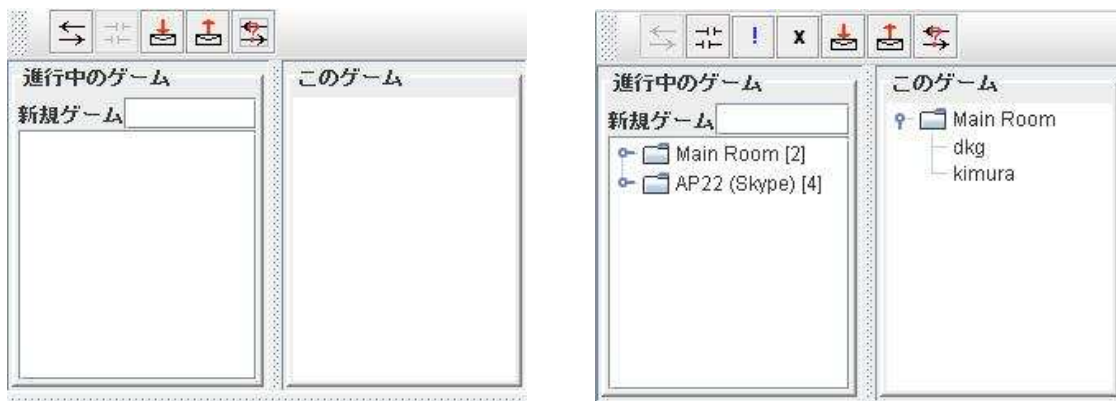 進行中のゲーム
このゲーム
新規ゲーム
!
x
進行中のゲーム
このゲーム
新規ゲーム
Main Room [2]
AP22 (Skype) [4]
Main Room
dkg
kimura